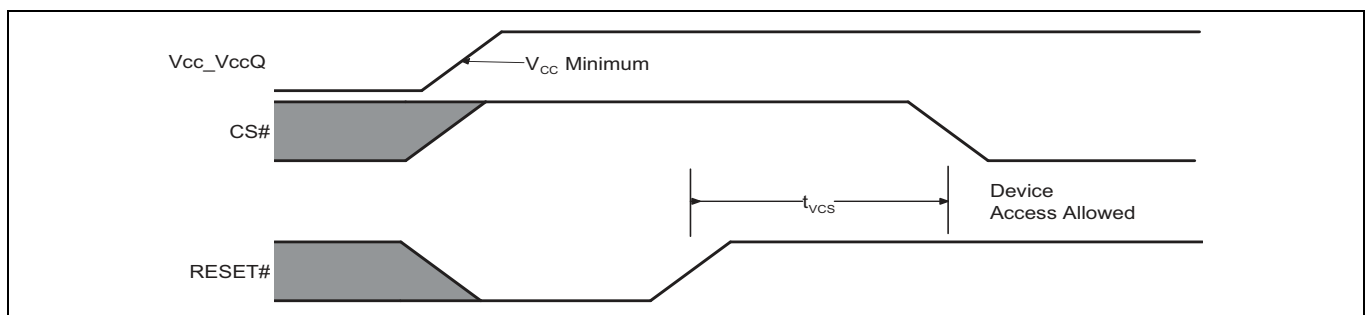 Vcc_VccQ
VCC Minimum
CS#
tVCS
Device
Access Allowed
RESET#